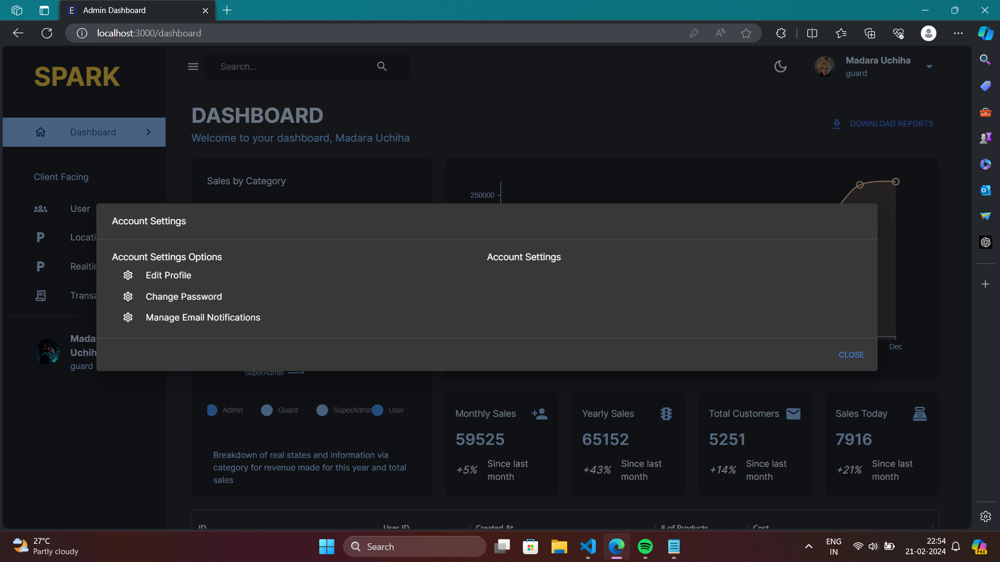 E Admin Dashboard
localhost:3000/dashboard
SPARK
Search...
Madara Uchiha
guard
Dashboard
DASHBOARD
Welcome to your dashboard, Madara Uchiha
DOWNLOAD REPORTS
Client Facing
User
Locati
Realti
Transa
Mada
Uchih
guard
Sales by Category
250000
Dec
Account Settings
Account Settings Options
Edit Profile
Change Password
Manage Email Notifications
Account Settings
CLOSE
SuperAdmin
Admin Guard SuperAdmin User
Breakdown of real states and information via
category for revenue made for this year and total
sales
Monthly Sales
59525
+5% Since last
month
Yearly Sales
65152
+43% Since last
month
Total Customers
5251
+14% Since last
month
Sales Today
7916
+21% Since last
month
ID User ID Created At # of Products Cost
27°C
Partly cloudy
Search
ENG
IN
22:54
21-02-2024
PRE